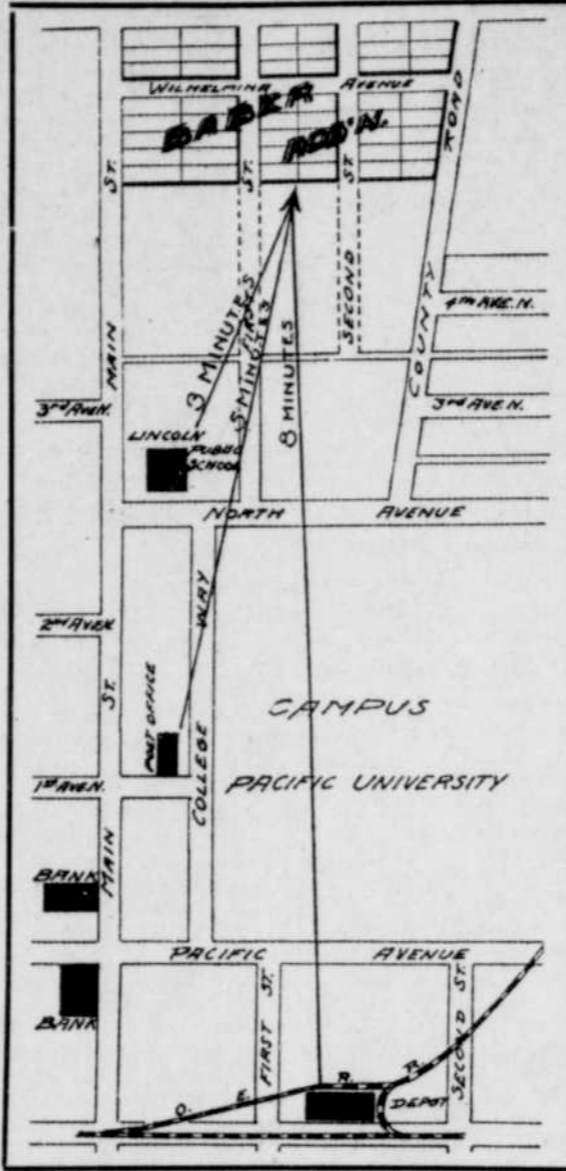 WILHELMINA AVENUE
BABER ADD'N.
ST.
ST.
ST.
ROAD
COUNTY
MAIN
SECOND
FIRST
4TH AVE. N.
3 MINUTES
5 MINUTES
8 MINUTES
3RD AVE N.
3RD AVE. N.
LINCOLN
PUBLIC
SCHOOL
NORTH AVENUE
2ND AVE N.
ST.
COLLEGE WAY
POST OFFICE
CAMPUS
PACIFIC UNIVERSITY
1ST AVE. N.
MAIN
BANK
PACIFIC AVENUE
BANK
FIRST ST.
SECOND ST.
O. E. R. R.
DEPOT